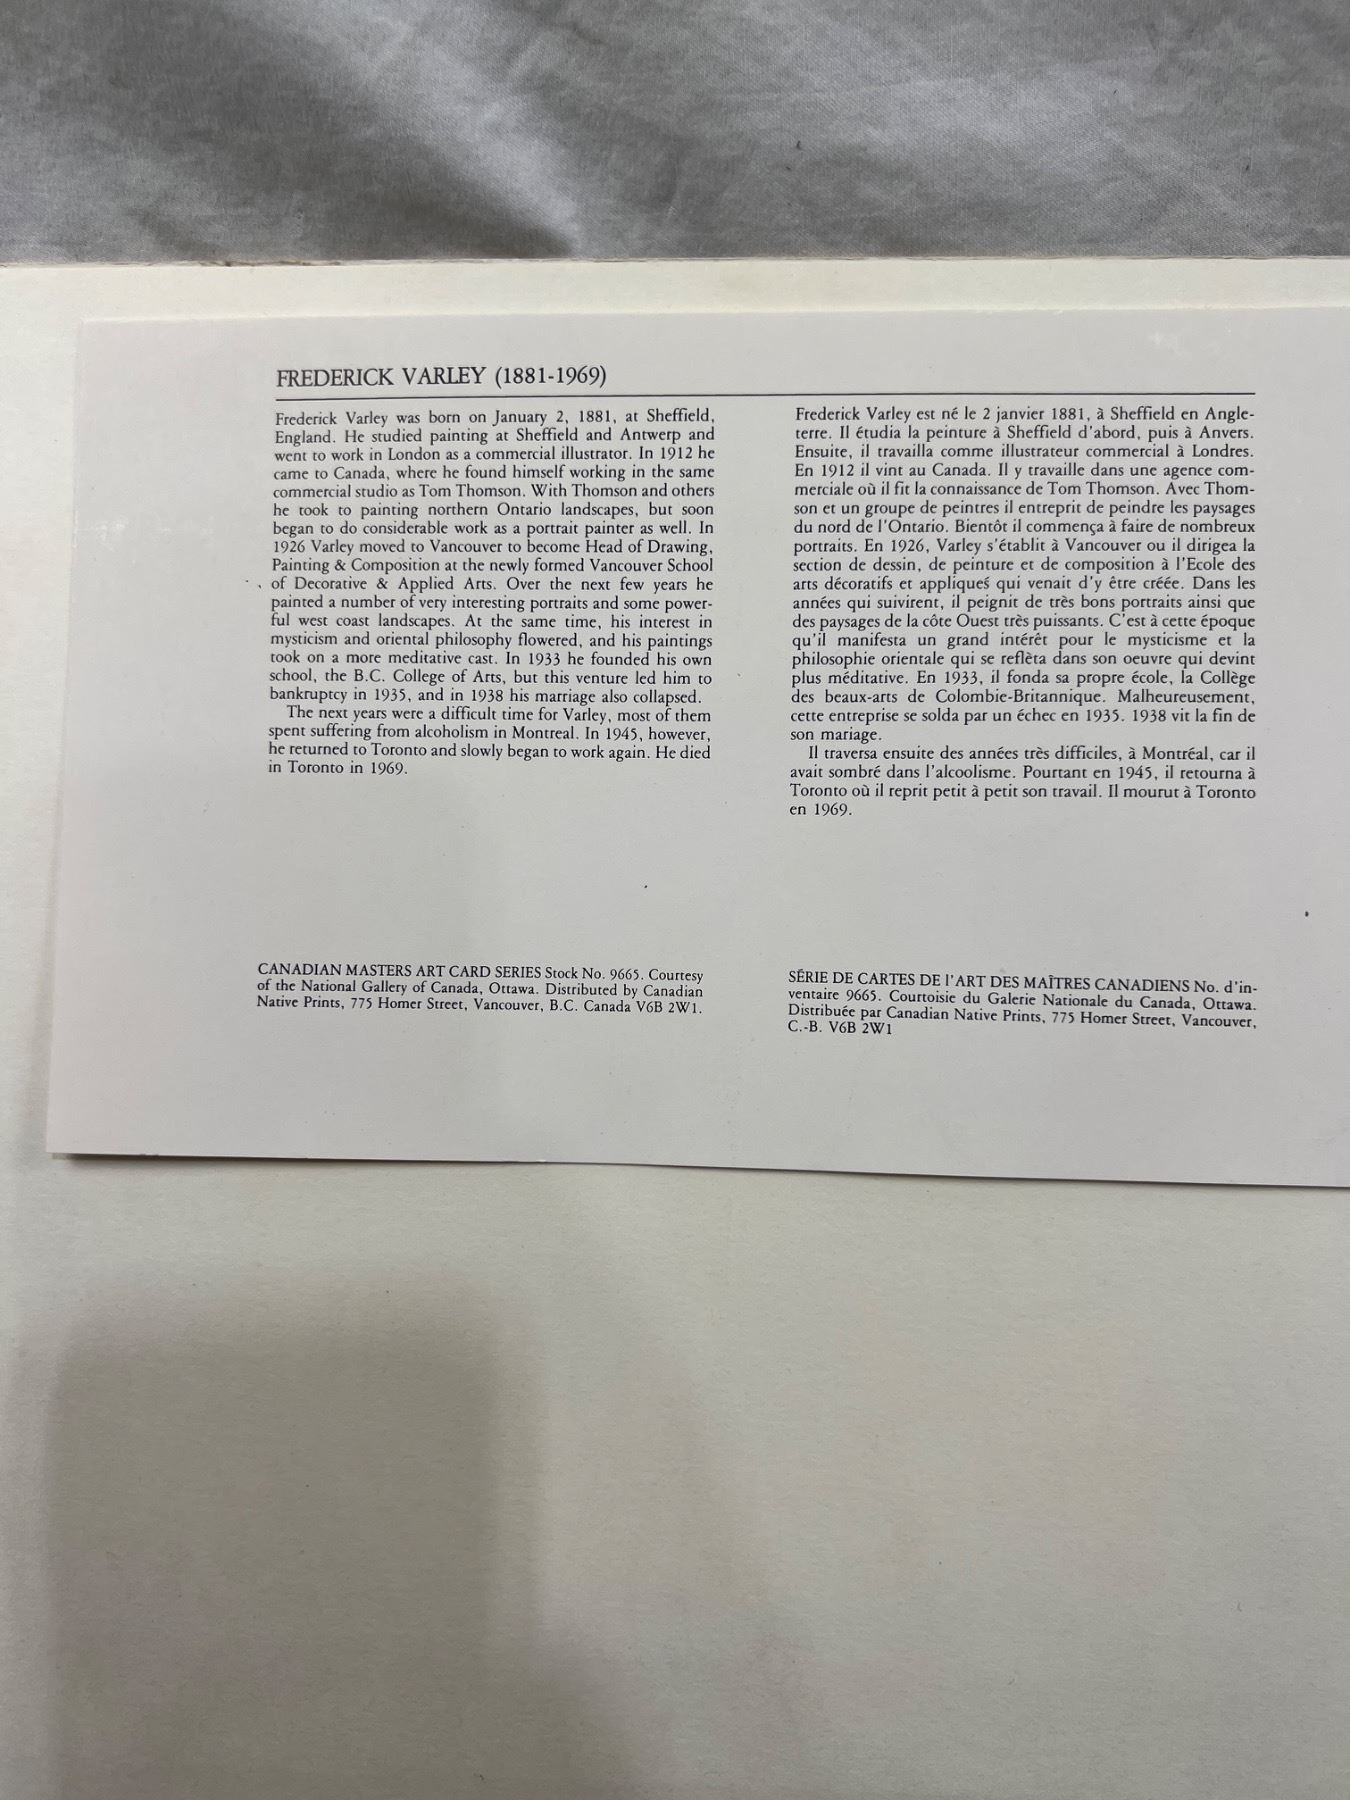 FREDERICK VARLEY (1881-1969)
Frederick Varley was born on January 2, 1881, at Sheffield,
England. He studied painting at Sheffield and Antwerp and
went to work in London as a commercial illustrator. In 1912 he
came to Canada, where he found himself working in the same
commercial studio as Tom Thomson. With Thomson and others
he took to painting northern Ontario landscapes, but soon
began to do considerable work as a portrait painter as well. In
1926 Varley moved to Vancouver to become Head of Drawing,
Painting & Composition at the newly formed Vancouver School
of Decorative & Applied Arts. Over the next few years he
painted a number of very interesting portraits and some power-
ful west coast landscapes. At the same time, his interest in
mysticism and oriental philosophy flowered, and his paintings
took on a more meditative cast. In 1933 he founded his own
school, the B.C. College of Arts, but this venture led him to
bankruptcy in 1935, and in 1938 his marriage also collapsed.
The next years were a difficult time for Varley, most of them
spent suffering from alcoholism in Montreal. In 1945, however,
he returned to Toronto and slowly began to work again. He died
in Toronto in 1969.
CANADIAN MASTERS ART CARD SERIES Stock No. 9665. Courtesy
of the National Gallery of Canada, Ottawa. Distributed by Canadian
Native Prints, 775 Homer Street, Vancouver, B.C. Canada V6B 2W1.
Frederick Varley est né le 2 janvier 1881, à Sheffield en Angle-
terre. Il étudia la peinture à Sheffield d'abord, puis à Anvers.
Ensuite, il travailla comme illustrateur commercial à Londres.
En 1912 il vint au Canada. Il y travaille dans une agence com-
merciale où il fit la connaissance de Tom Thomson. Avec Thom-
son et un groupe de peintres il entreprit de peindre les paysages
du nord de l'Ontario. Bientôt il commença à faire de nombreux
portraits. En 1926, Varley s'établit à Vancouver ou il dirigea la
section de dessin, de peinture et de composition à l'Ecole des
arts décoratifs et appliqueś qui venait d'y être créée. Dans les
années qui suivirent, il peignit de très bons portraits ainsi que
des paysages de la côte Ouest très puissants. C'est à cette époque
qu'il manifesta un grand intérêt pour le mysticisme et la
philosophie orientale qui se reflèta dans son oeuvre qui devint
plus méditative. En 1933, il fonda sa propre école, la Collège
des beaux-arts de Colombie-Britannique. Malheureusement,
cette entreprise se solda par un échec en 1935. 1938 vit la fin de
son mariage.
Il traversa ensuite des années très difficiles, à Montréal, car il
avait sombré dans l'alcoolisme. Pourtant en 1945, il retourna à
Toronto où il reprit petit à petit son travail. Il mourut à Toronto
en 1969.
SÉRIE DE CARTES DE l'ART DES MAÎTRES CANADIENS No. d'in-
ventaire 9665. Courtoisie du Galerie Nationale du Canada, Ottawa.
Distribuée par Canadian Native Prints, 775 Homer Street, Vancouver,
C.-B. V6B 2W1